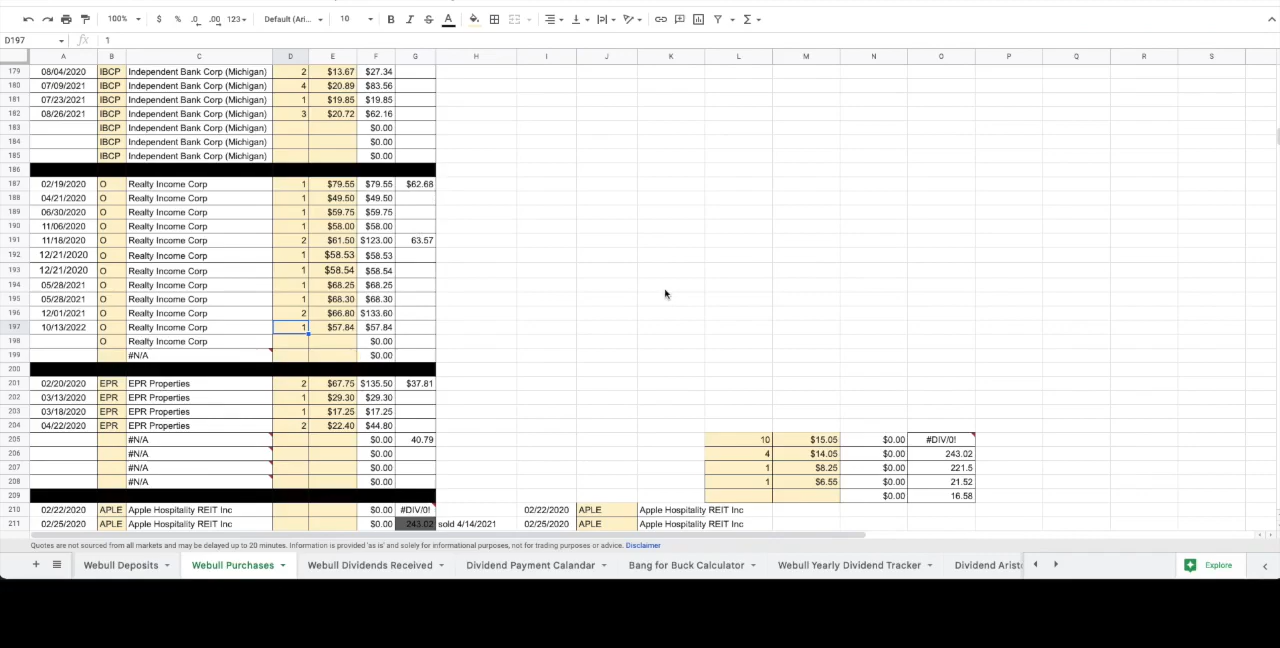 100% $ % .0 .00 123 Default (Ari... 10 B I S A
D197 fx 1
A B C D E F G H I J K L M N O P Q R S
179 08/04/2020 IBCP Independent Bank Corp (Michigan) 2 $13.67 $27.34
180 07/09/2021 IBCP Independent Bank Corp (Michigan) 4 $20.89 $83.56
181 07/23/2021 IBCP Independent Bank Corp (Michigan) 1 $19.85 $19.85
182 08/26/2021 IBCP Independent Bank Corp (Michigan) 3 $20.72 $62.16
183 IBCP Independent Bank Corp (Michigan) $0.00
184 IBCP Independent Bank Corp (Michigan) $0.00
185 IBCP Independent Bank Corp (Michigan) $0.00
186
187 02/19/2020 O Realty Income Corp 1 $79.55 $79.55 $62.68
188 04/21/2020 O Realty Income Corp 1 $49.50 $49.50
189 06/30/2020 O Realty Income Corp 1 $59.75 $59.75
190 11/06/2020 O Realty Income Corp 1 $58.00 $58.00
191 11/18/2020 O Realty Income Corp 2 $61.50 $123.00 63.57
192 12/21/2020 O Realty Income Corp 1 $58.53 $58.53
193 12/21/2020 O Realty Income Corp 1 $58.54 $58.54
194 05/28/2021 O Realty Income Corp 1 $68.25 $68.25
195 05/28/2021 O Realty Income Corp 1 $68.30 $68.30
196 12/01/2021 O Realty Income Corp 2 $66.80 $133.60
197 10/13/2022 O Realty Income Corp 1 $57.84 $57.84
198 O Realty Income Corp $0.00
199 #N/A $0.00
200
201 02/20/2020 EPR EPR Properties 2 $67.75 $135.50 $37.81
202 03/13/2020 EPR EPR Properties 1 $29.30 $29.30
203 03/18/2020 EPR EPR Properties 1 $17.25 $17.25
204 04/22/2020 EPR EPR Properties 2 $22.40 $44.80
205 #N/A $0.00 40.79 10 $15.05 $0.00 #DIV/0!
206 #N/A $0.00 4 $14.05 $0.00 243.02
207 #N/A $0.00 1 $8.25 $0.00 221.5
208 #N/A $0.00 1 $6.55 $0.00 21.52
209 $0.00 16.58
210 02/22/2020 APLE Apple Hospitality REIT Inc $0.00 #DIV/0! 02/22/2020 APLE Apple Hospitality REIT Inc
211 02/25/2020 APLE Apple Hospitality REIT Inc $0.00 243.02 sold 4/14/2021 02/25/2020 APLE Apple Hospitality REIT Inc
Quotes are not sourced from all markets and may be delayed up to 20 minutes. Information is provided 'as is' and solely for informational purposes, not for trading purposes or advice. Disclaimer
+ Webull Deposits Webull Purchases Webull Dividends Received Dividend Payment Calandar Bang for Buck Calculator Webull Yearly Dividend Tracker Dividend Aristo Explore